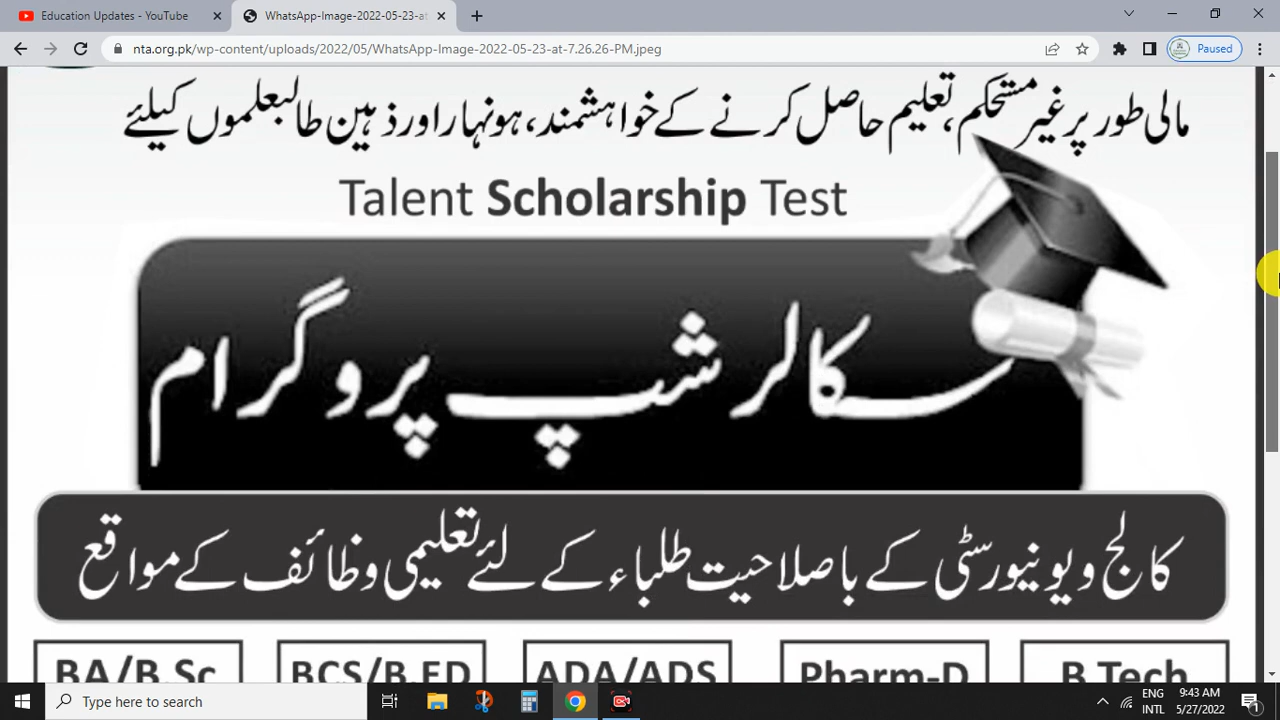 Education Updates - YouTube
WhatsApp-Image-2022-05-23-at-
nta.org.pk/wp-content/uploads/2022/05/WhatsApp-Image-2022-05-23-at-7.26.26-PM.jpeg
Paused
مالی طور پر غیر مستحکم، تعلیم حاصل کرنے کے خواہشمند، ہونہار اور ذہین طالبعلموں کیلئے
Talent Scholarship Test
سکالرشپ پروگرام
کالج و یونیورسٹی کے باصلاحیت طلباء کے لئے تعلیمی وظائف کے مواقع
BA/B.Sc BCS/B.ED ADA/ADS Pharm-D B.Tech
Type here to search
ENG
INTL
9:43 AM
5/27/2022
1